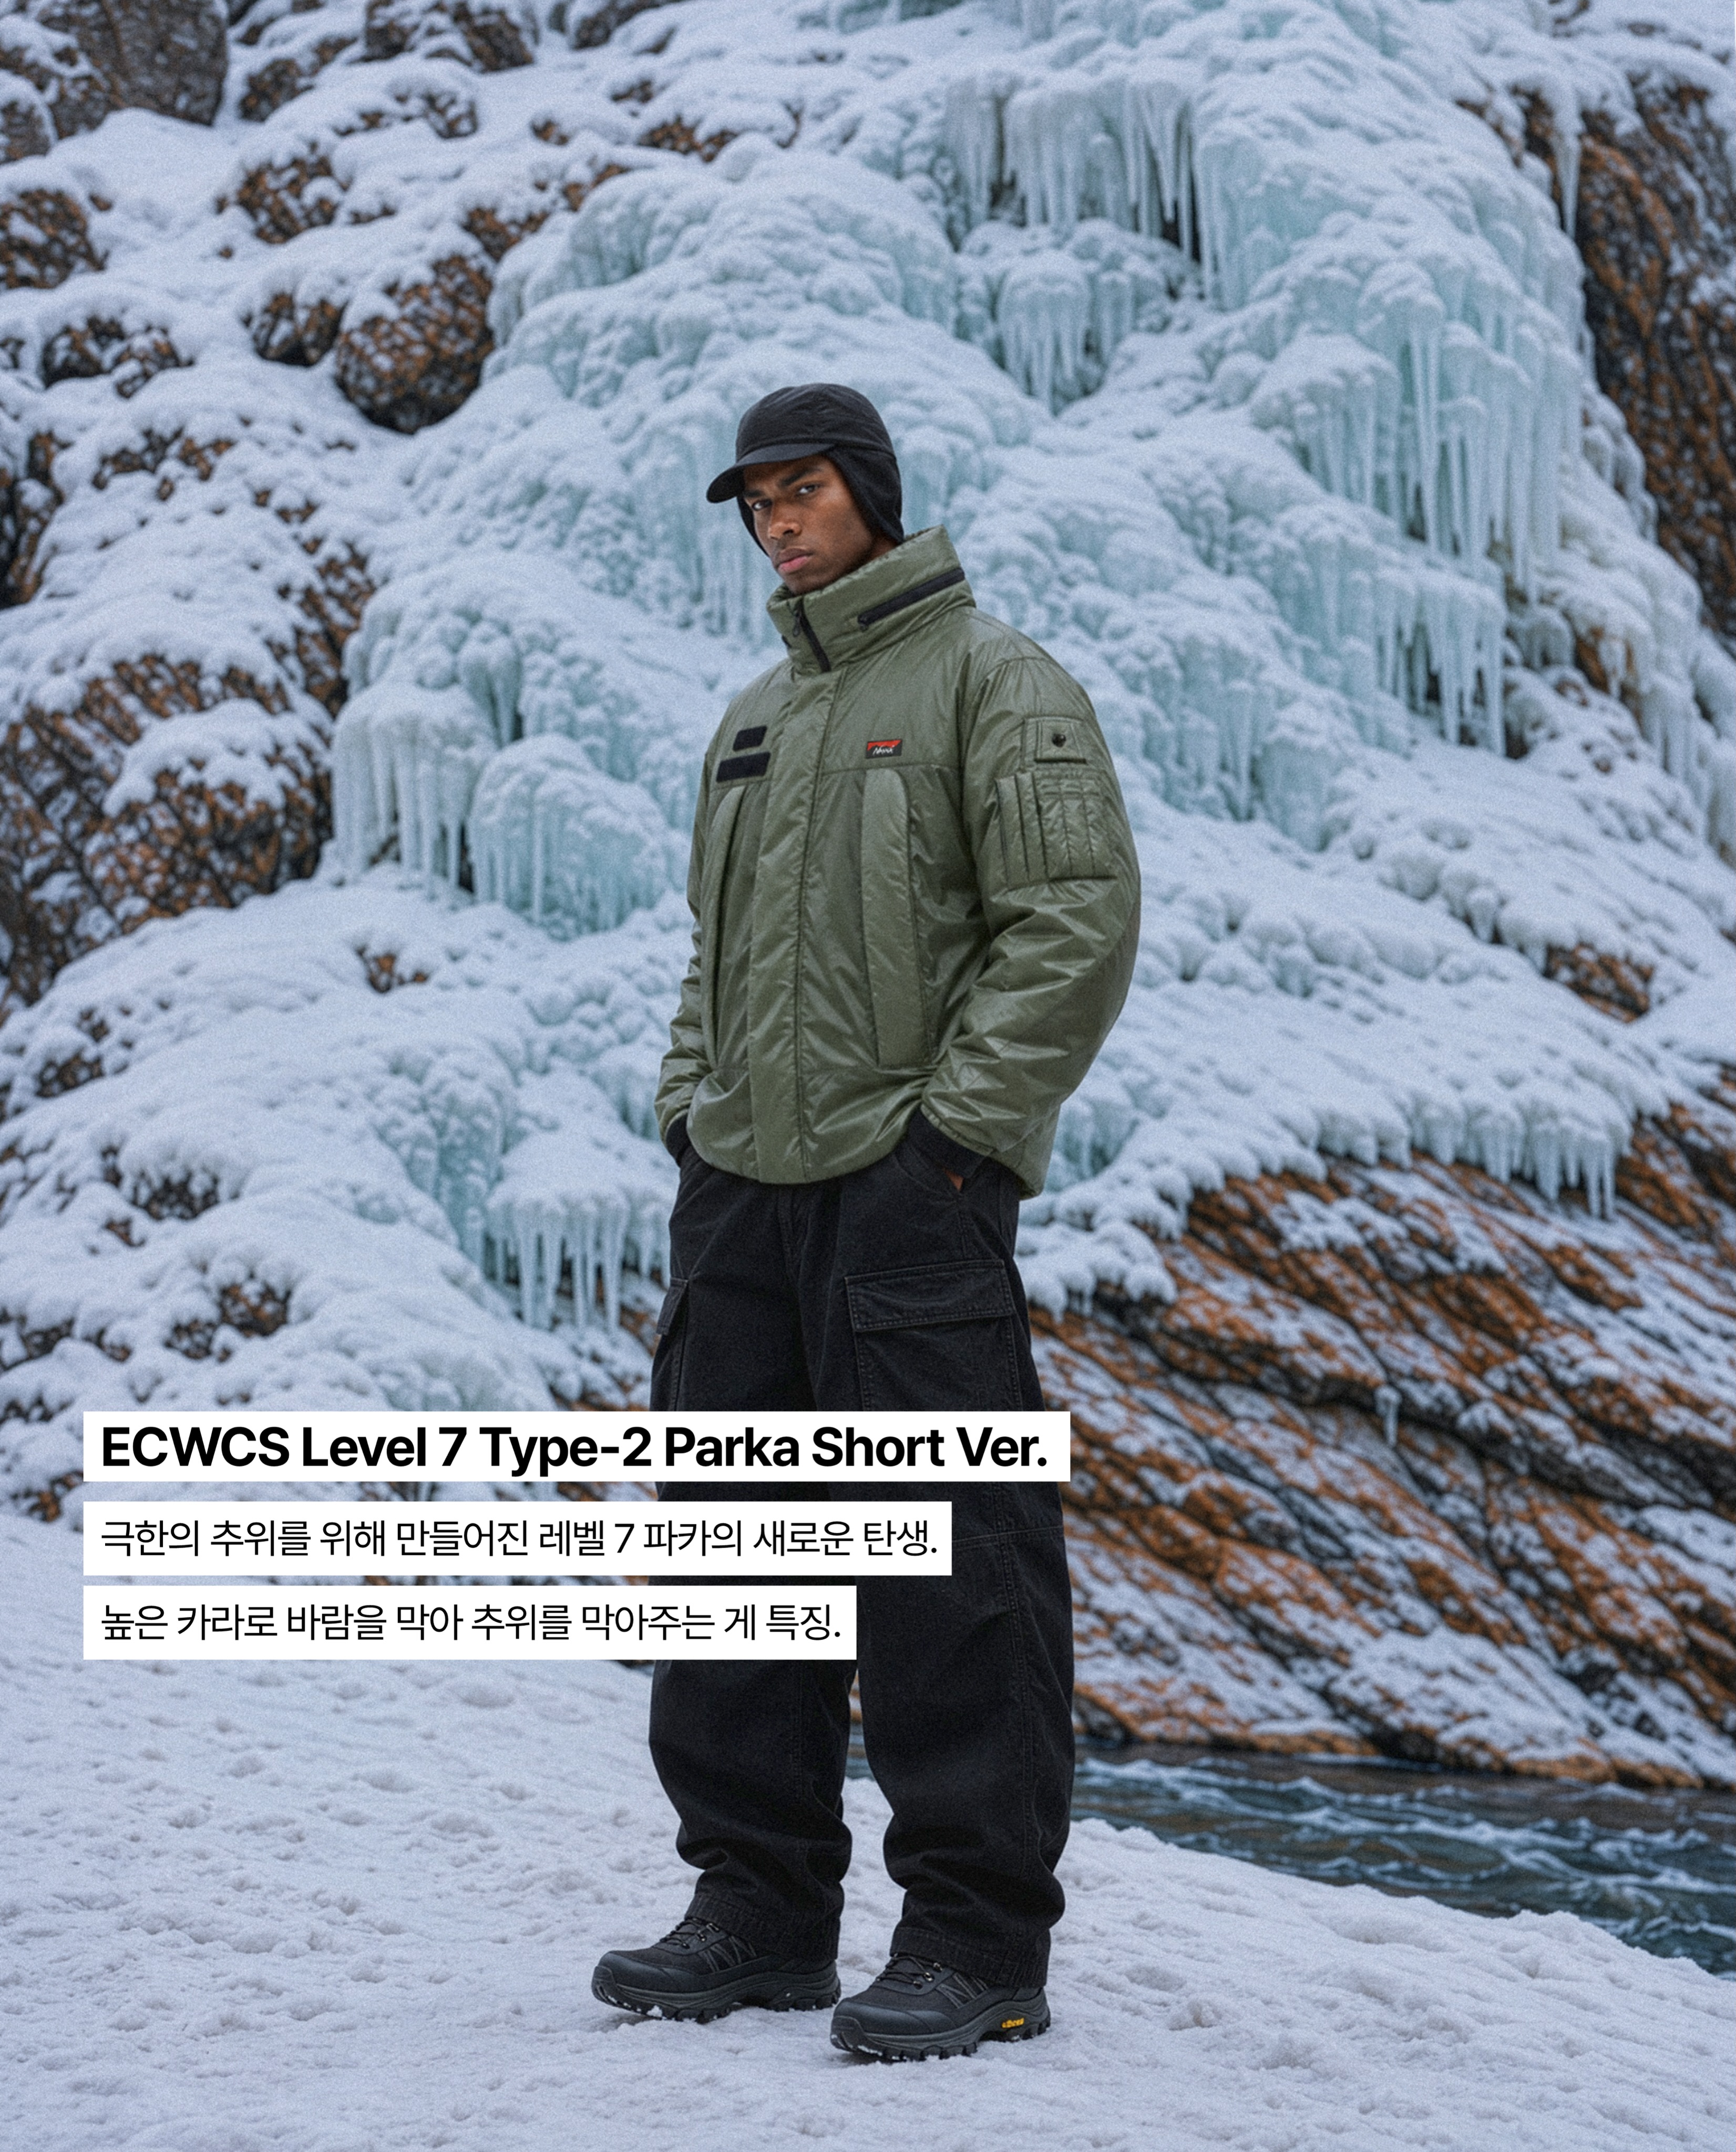 ECWCS Level 7 Type-2 Parka Short Ver.
극한의 추위를 위해 만들어진 레벨 7 파카의 새로운 탄생.
높은 카라로 바람을 막아 추위를 막아주는 게 특징.